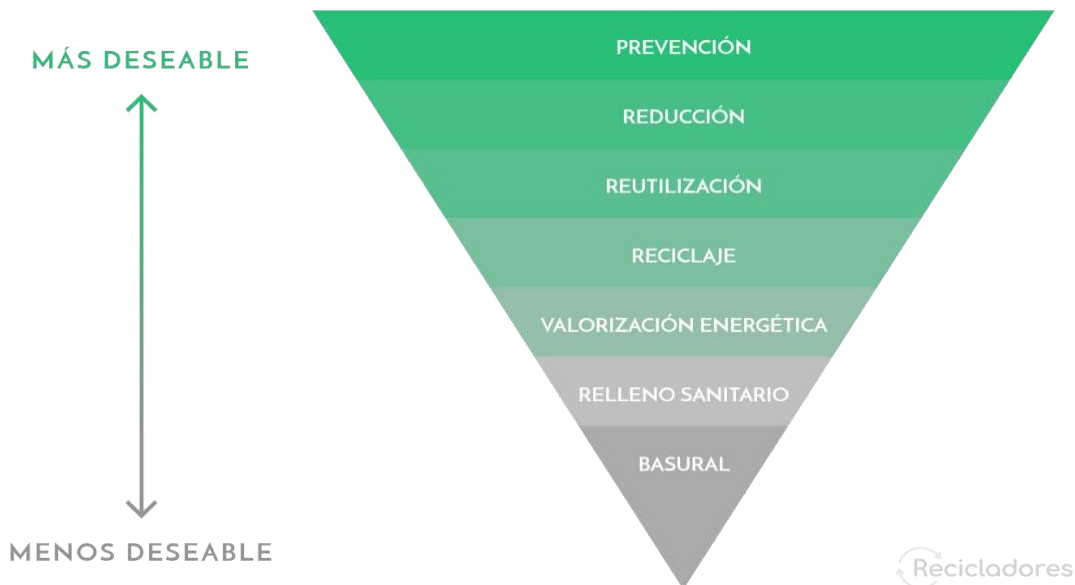 MÁS DESEABLE
PREVENCIÓN
REDUCCIÓN
REUTILIZACIÓN
RECICLAJE
VALORIZACIÓN ENERGÉTICA
RELLENO SANITARIO
BASURAL
MENOS DESEABLE
Recicladores